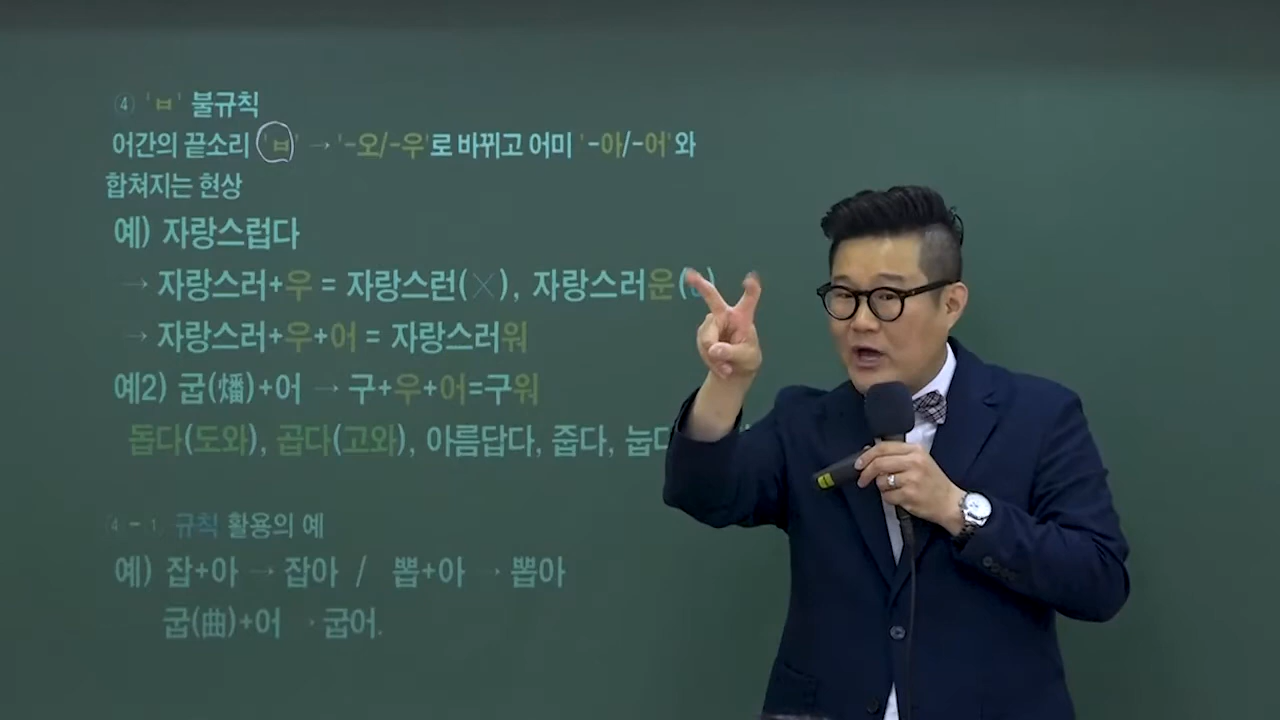 ④ 'ㅂ' 불규칙
어간의 끝소리 'ㅂ' → '-오/-우'로 바뀌고 어미 '-아/-어'와
합쳐지는 현상
예) 자랑스럽다
→ 자랑스러+우 = 자랑스런(×), 자랑스러운(
→ 자랑스러+우+어 = 자랑스러워
예2) 굽(燔)+어 → 구+우+어=구워
돕다(도와), 곱다(고와), 아름답다, 줍다, 눕다
④-1. 규칙 활용의 예
예) 잡+아 → 잡아 / 뽑+아 → 뽑아
굽(曲)+어 → 굽어.